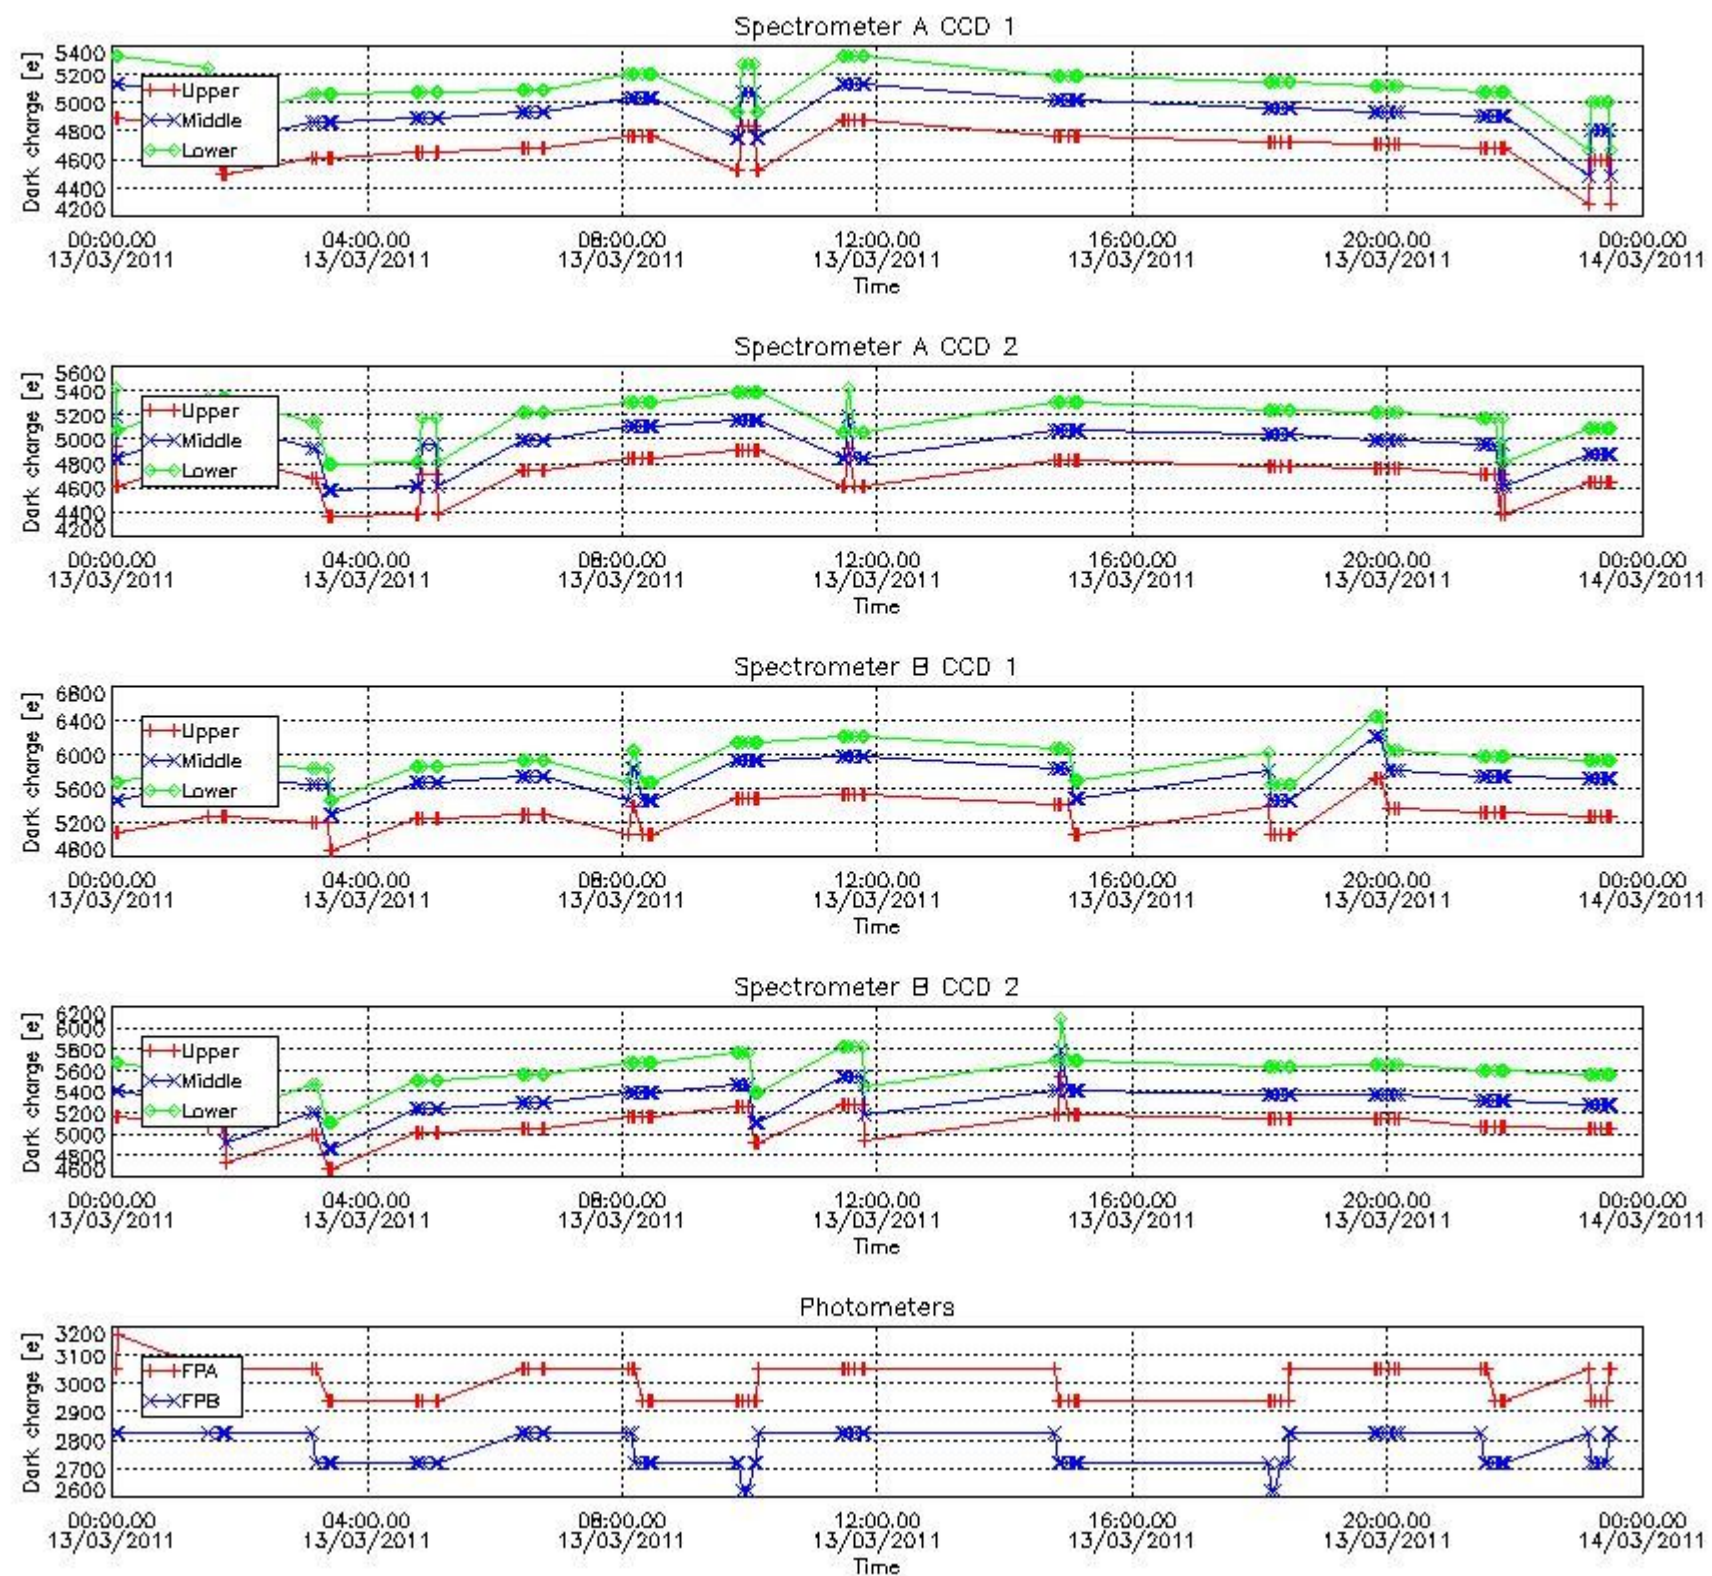 Spectrometer A CCD 1
Dark charge [e]
5400
5200
5000
4800
4600
4400
4200
Upper
Middle
Lower
00:00.00 04:00.00 08:00.00 12:00.00 16:00.00 20:00.00 00:00.00
13/03/2011 13/03/2011 13/03/2011 13/03/2011 13/03/2011 13/03/2011 14/03/2011
Time
Spectrometer A CCD 2
Dark charge [e]
5600
5400
5200
5000
4800
4600
4400
4200
Upper
Middle
Lower
00:00.00 04:00.00 08:00.00 12:00.00 16:00.00 20:00.00 00:00.00
13/03/2011 13/03/2011 13/03/2011 13/03/2011 13/03/2011 13/03/2011 14/03/2011
Time
Spectrometer B CCD 1
Dark charge [e]
6800
6400
6000
5600
5200
4800
Upper
Middle
Lower
00:00.00 04:00.00 08:00.00 12:00.00 16:00.00 20:00.00 00:00.00
13/03/2011 13/03/2011 13/03/2011 13/03/2011 13/03/2011 13/03/2011 14/03/2011
Time
Spectrometer B CCD 2
Dark charge [e]
6200
6000
5800
5600
5400
5200
5000
4800
4600
Upper
Middle
Lower
00:00.00 04:00.00 08:00.00 12:00.00 16:00.00 20:00.00 00:00.00
13/03/2011 13/03/2011 13/03/2011 13/03/2011 13/03/2011 13/03/2011 14/03/2011
Time
Photometers
Dark charge [e]
3200
3100
3000
2900
2800
2700
2600
FPA
FPB
00:00.00 04:00.00 08:00.00 12:00.00 16:00.00 20:00.00 00:00.00
13/03/2011 13/03/2011 13/03/2011 13/03/2011 13/03/2011 13/03/2011 14/03/2011
Time